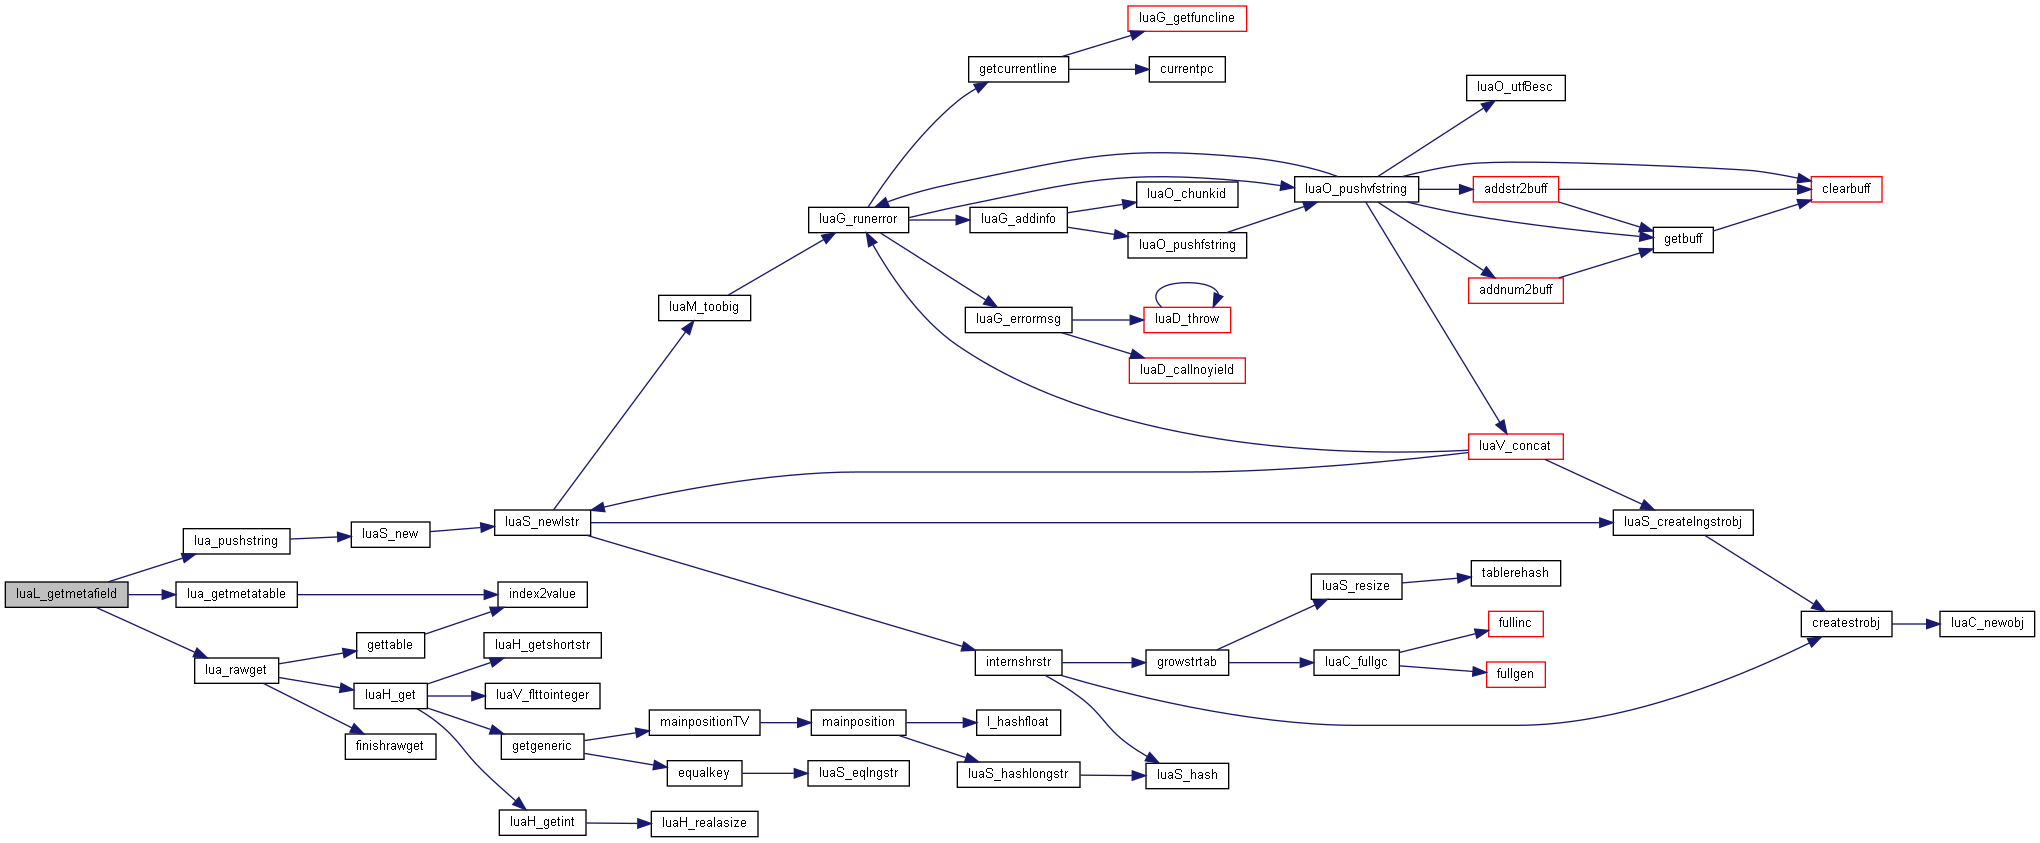 luaG_getfuncline
getcurrentline
currentpc
luaO_utf8esc
luaO_pushvfstring
addstr2buff
clearbuff
luaO_chunkid
luaG_runerror
luaG_addinfo
luaO_pushfstring
getbuff
addnum2buff
luaM_toobig
luaG_errormsg
luaD_throw
luaD_callnoyield
luaV_concat
luaS_newlstr
luaS_createlngstrobj
lua_pushstring
luaS_new
luaL_getmetafield
lua_getmetatable
index2value
luaS_resize
tablerehash
fullinc
createstrobj
luaC_newobj
gettable
luaH_getshortstr
lua_rawget
internshrstr
growstrtab
luaC_fullgc
fullgen
luaH_get
luaV_flttointeger
mainpositionTV
mainposition
l_hashfloat
finishrawget
getgeneric
equalkey
luaS_eqlngstr
luaS_hashlongstr
luaS_hash
luaH_getint
luaH_realasize